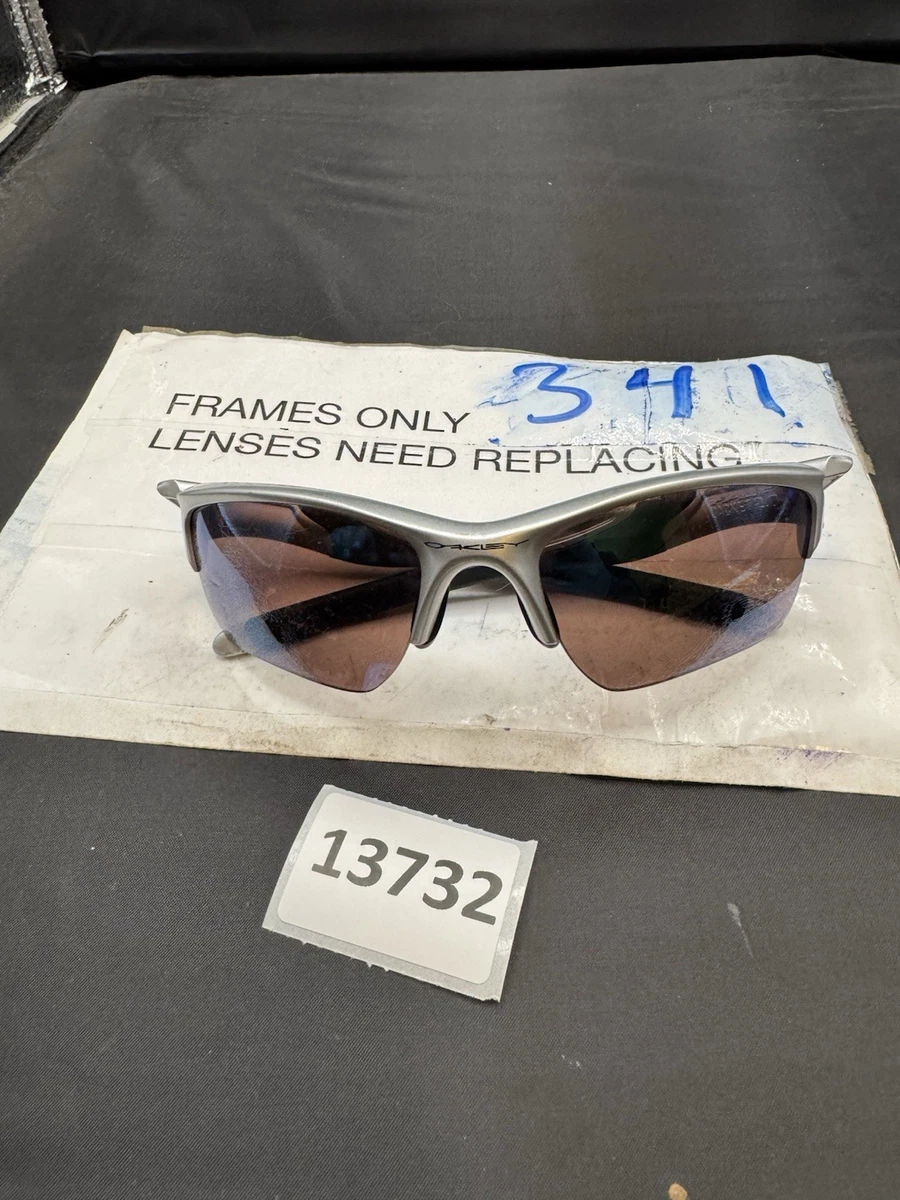 341
FRAMES ONLY
LENSES NEED REPLACING
OAKLEY
13732